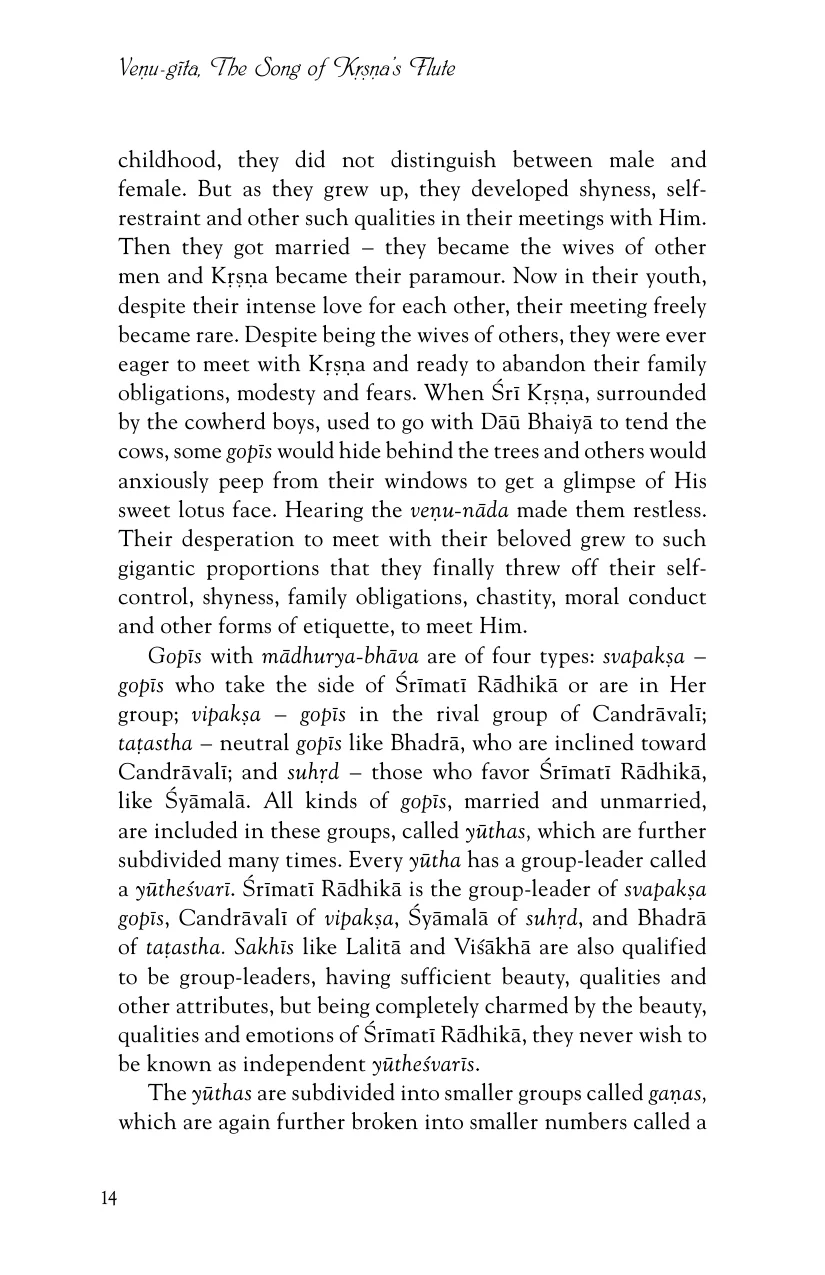 Veṇu-gīta, The Song of Kṛṣṇa's Flute
childhood, they did not distinguish between male and
female. But as they grew up, they developed shyness, self-
restraint and other such qualities in their meetings with Him.
Then they got married – they became the wives of other
men and Kṛṣṇa became their paramour. Now in their youth,
despite their intense love for each other, their meeting freely
became rare. Despite being the wives of others, they were ever
eager to meet with Kṛṣṇa and ready to abandon their family
obligations, modesty and fears. When Śrī Kṛṣṇa, surrounded
by the cowherd boys, used to go with Dāū Bhaiyā to tend the
cows, some gopīs would hide behind the trees and others would
anxiously peep from their windows to get a glimpse of His
sweet lotus face. Hearing the veṇu-nāda made them restless.
Their desperation to meet with their beloved grew to such
gigantic proportions that they finally threw off their self-
control, shyness, family obligations, chastity, moral conduct
and other forms of etiquette, to meet Him.
Gopīs with mādhurya-bhāva are of four types: svapakṣa –
gopīs who take the side of Śrīmatī Rādhikā or are in Her
group; vipakṣa – gopīs in the rival group of Candrāvalī;
taṭastha – neutral gopīs like Bhadrā, who are inclined toward
Candrāvalī; and suhṛd – those who favor Śrīmatī Rādhikā,
like Śyāmalā. All kinds of gopīs, married and unmarried,
are included in these groups, called yūthas, which are further
subdivided many times. Every yūtha has a group-leader called
a yūtheśvarī. Śrīmatī Rādhikā is the group-leader of svapakṣa
gopīs, Candrāvalī of vipakṣa, Śyāmalā of suhṛd, and Bhadrā
of taṭastha. Sakhīs like Lalitā and Viśākhā are also qualified
to be group-leaders, having sufficient beauty, qualities and
other attributes, but being completely charmed by the beauty,
qualities and emotions of Śrīmatī Rādhikā, they never wish to
be known as independent yūtheśvarīs.
The yūthas are subdivided into smaller groups called gaṇas,
which are again further broken into smaller numbers called a
14